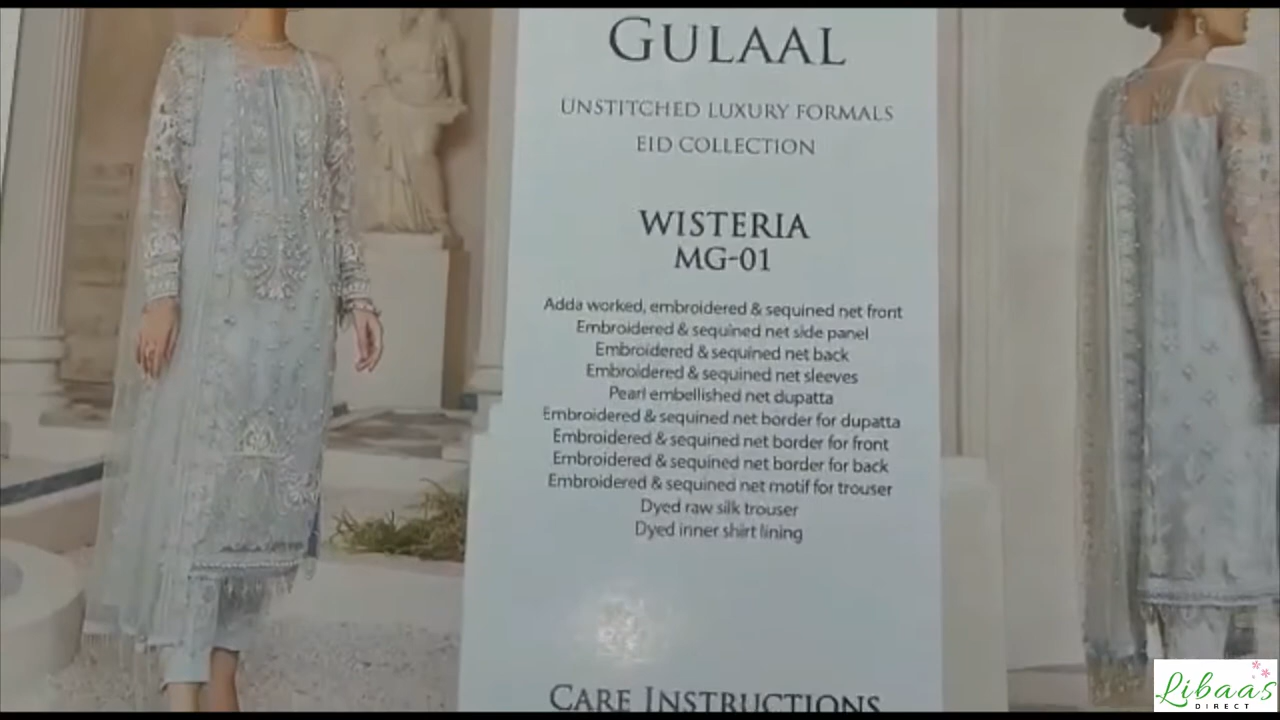 GULAAL
UNSTITCHED LUXURY FORMALS
EID COLLECTION
WISTERIA
MG-01
Adda worked, embroidered & sequined net front
Embroidered & sequined net side panel
Embroidered & sequined net back
Embroidered & sequined net sleeves
Pearl embellished net dupatta
Embroidered & sequined net border for dupatta
Embroidered & sequined net border for front
Embroidered & sequined net border for back
Embroidered & sequined net motif for trouser
Dyed raw silk trouser
Dyed inner shirt lining
CARE INSTRUCTIONS
Libaas
DIRECT